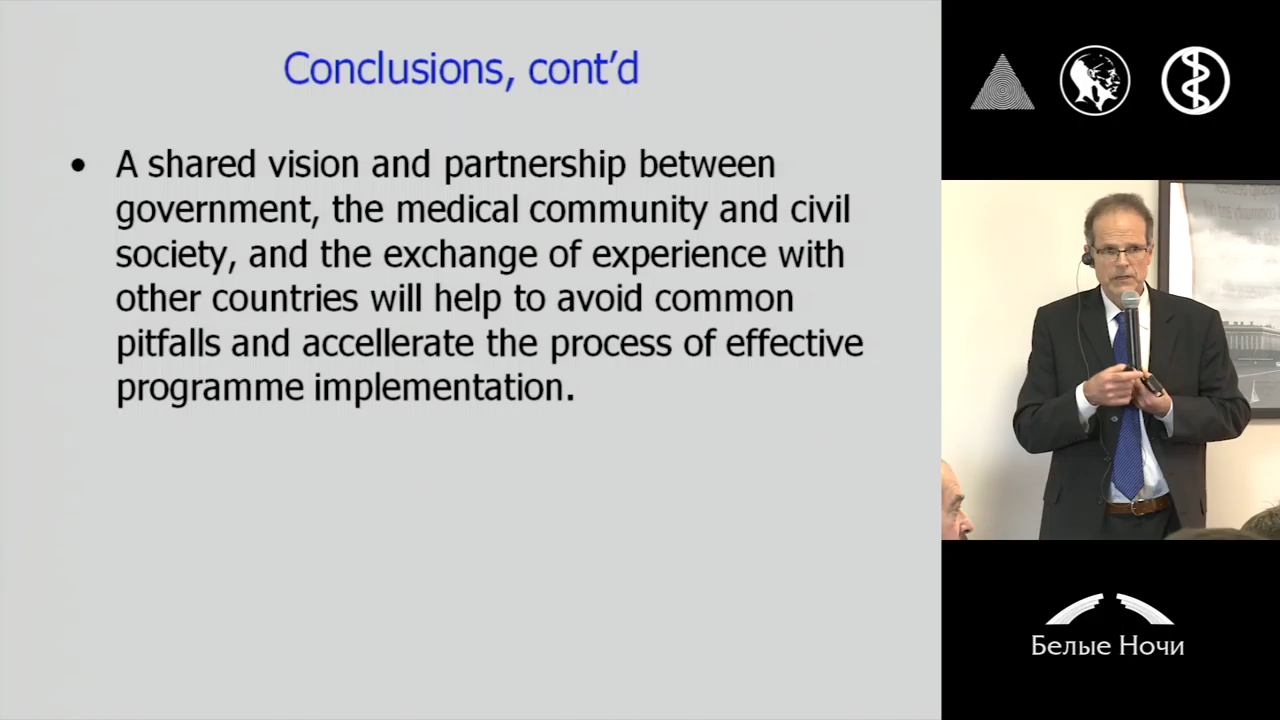 Conclusions, cont’d
• A shared vision and partnership between
government, the medical community and civil
society, and the exchange of experience with
other countries will help to avoid common
pitfalls and accellerate the process of effective
programme implementation.
Белые Ночи